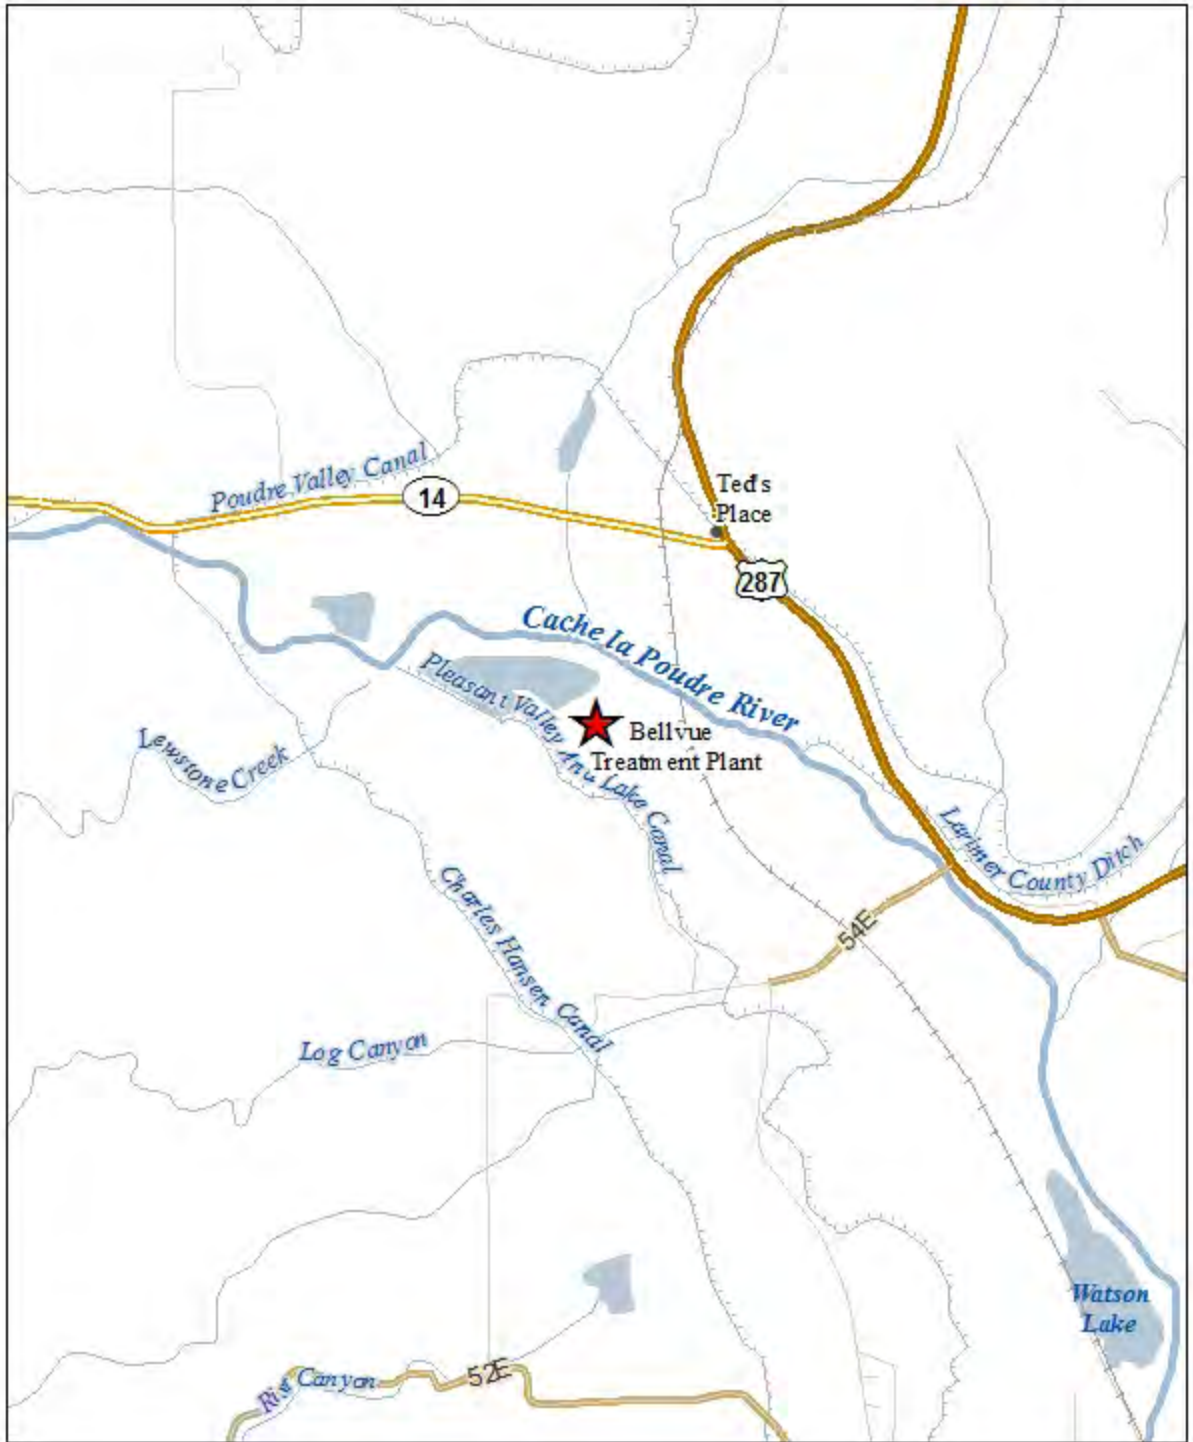 Ted's
Place
Poudre Valley Canal
14
287
Cache la Poudre River
Pleasant Valley And Lake Canal
Bellvue
Treatment Plant
Lewstone Creek
Larimer County Ditch
Charles Hansen Canal
54E
Log Canyon
Watson
Lake
52E
Rist Canyon